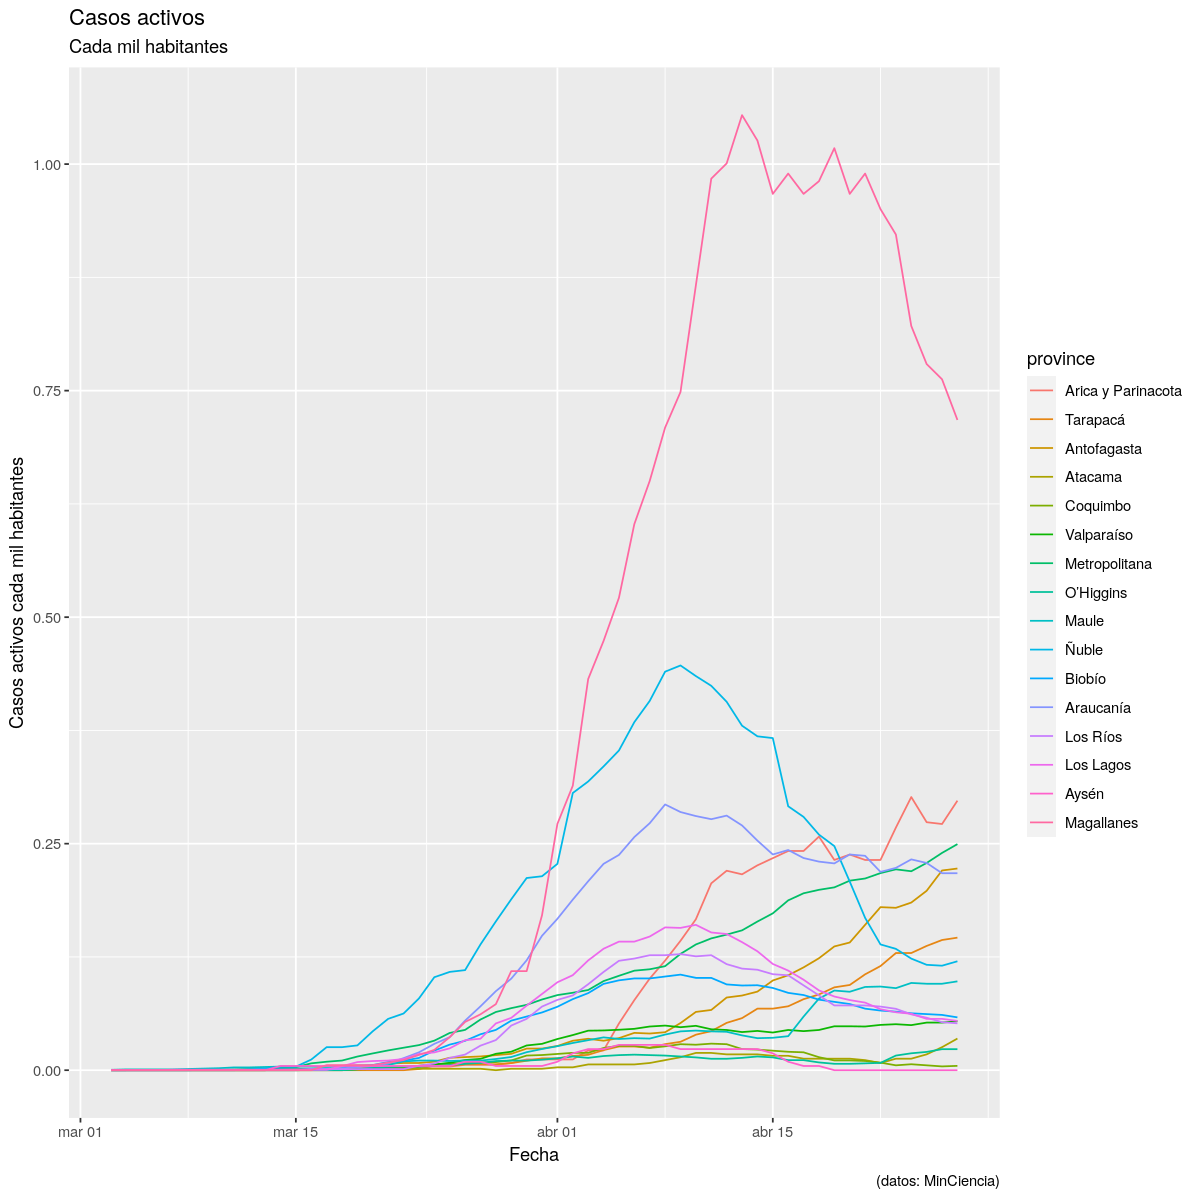 Casos activos
Cada mil habitantes
Casos activos cada mil habitantes
1.00
0.75
0.50
0.25
0.00
mar 01
mar 15
abr 01
abr 15
Fecha
province
Arica y Parinacota
Tarapacá
Antofagasta
Atacama
Coquimbo
Valparaíso
Metropolitana
O’Higgins
Maule
Ñuble
Biobío
Araucanía
Los Ríos
Los Lagos
Aysén
Magallanes
(datos: MinCiencia)